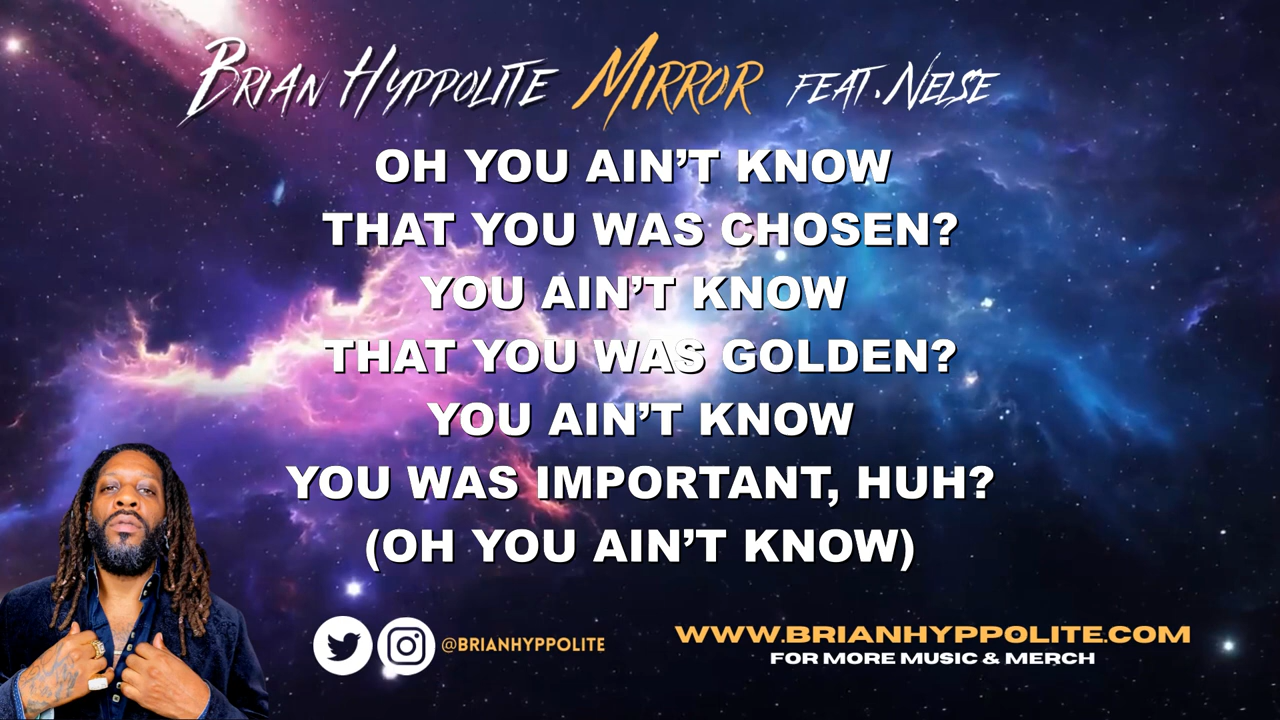 BRIAN HYPPOLITE MIRROR FEAT. NELSE
OH YOU AIN’T KNOW
THAT YOU WAS CHOSEN?
YOU AIN’T KNOW
THAT YOU WAS GOLDEN?
YOU AIN’T KNOW
YOU WAS IMPORTANT, HUH?
(OH YOU AIN’T KNOW)
@BRIANHYPPOLITE
WWW.BRIANHYPPOLITE.COM
FOR MORE MUSIC & MERCH